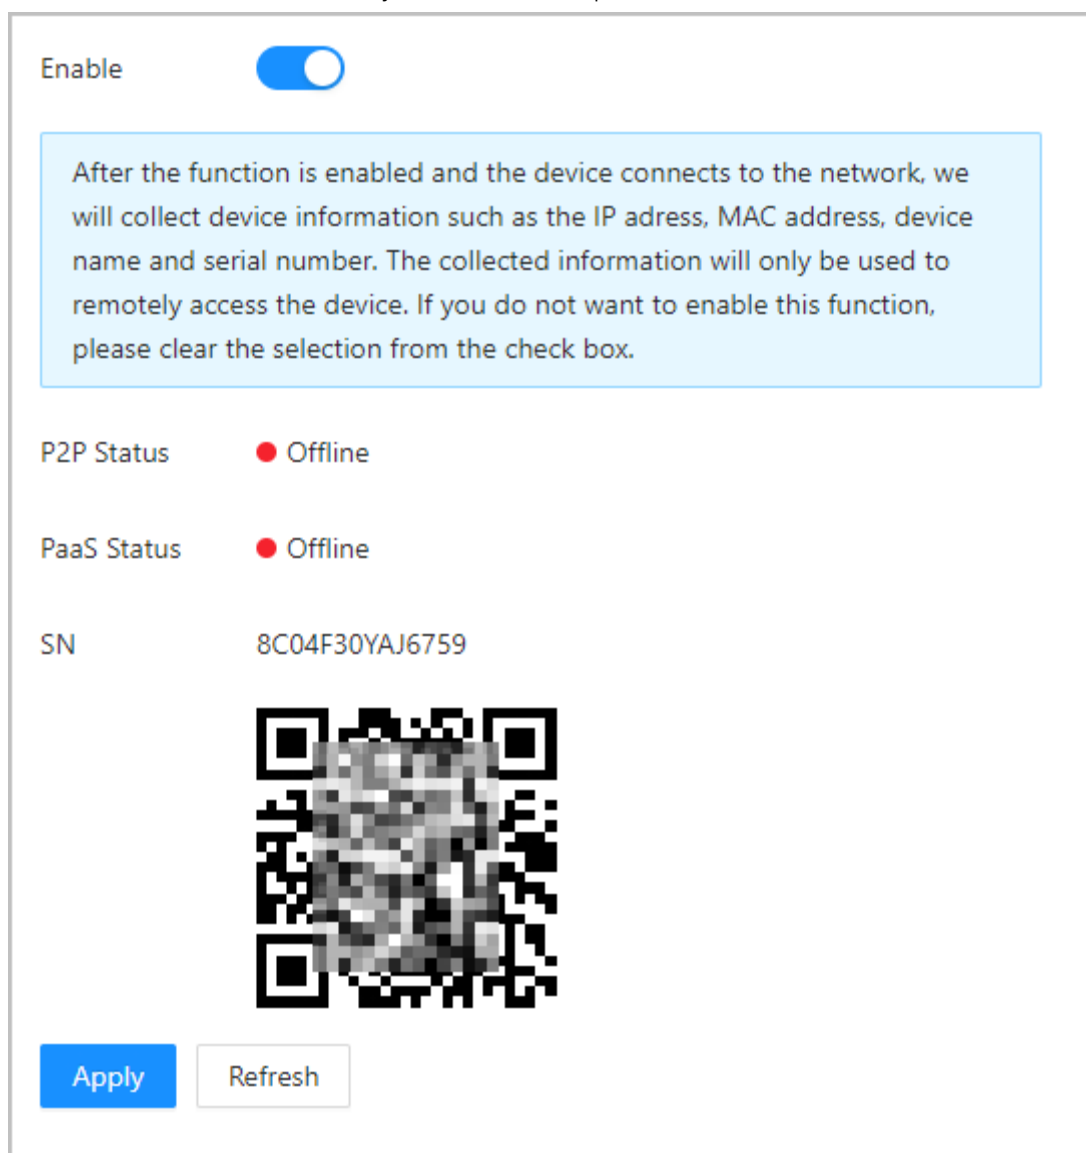 Enable
After the function is enabled and the device connects to the network, we
will collect device information such as the IP adress, MAC address, device
name and serial number. The collected information will only be used to
remotely access the device. If you do not want to enable this function,
please clear the selection from the check box.
P2P Status Offline
PaaS Status Offline
SN 8C04F30YAJ6759
Apply Refresh